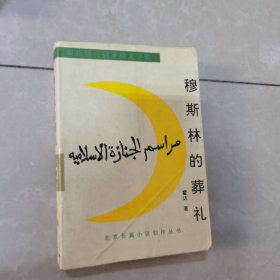 穆斯林的葬礼
霍达 著
مراسم الجنازة الاسلاميه
北京长篇小说创作丛书